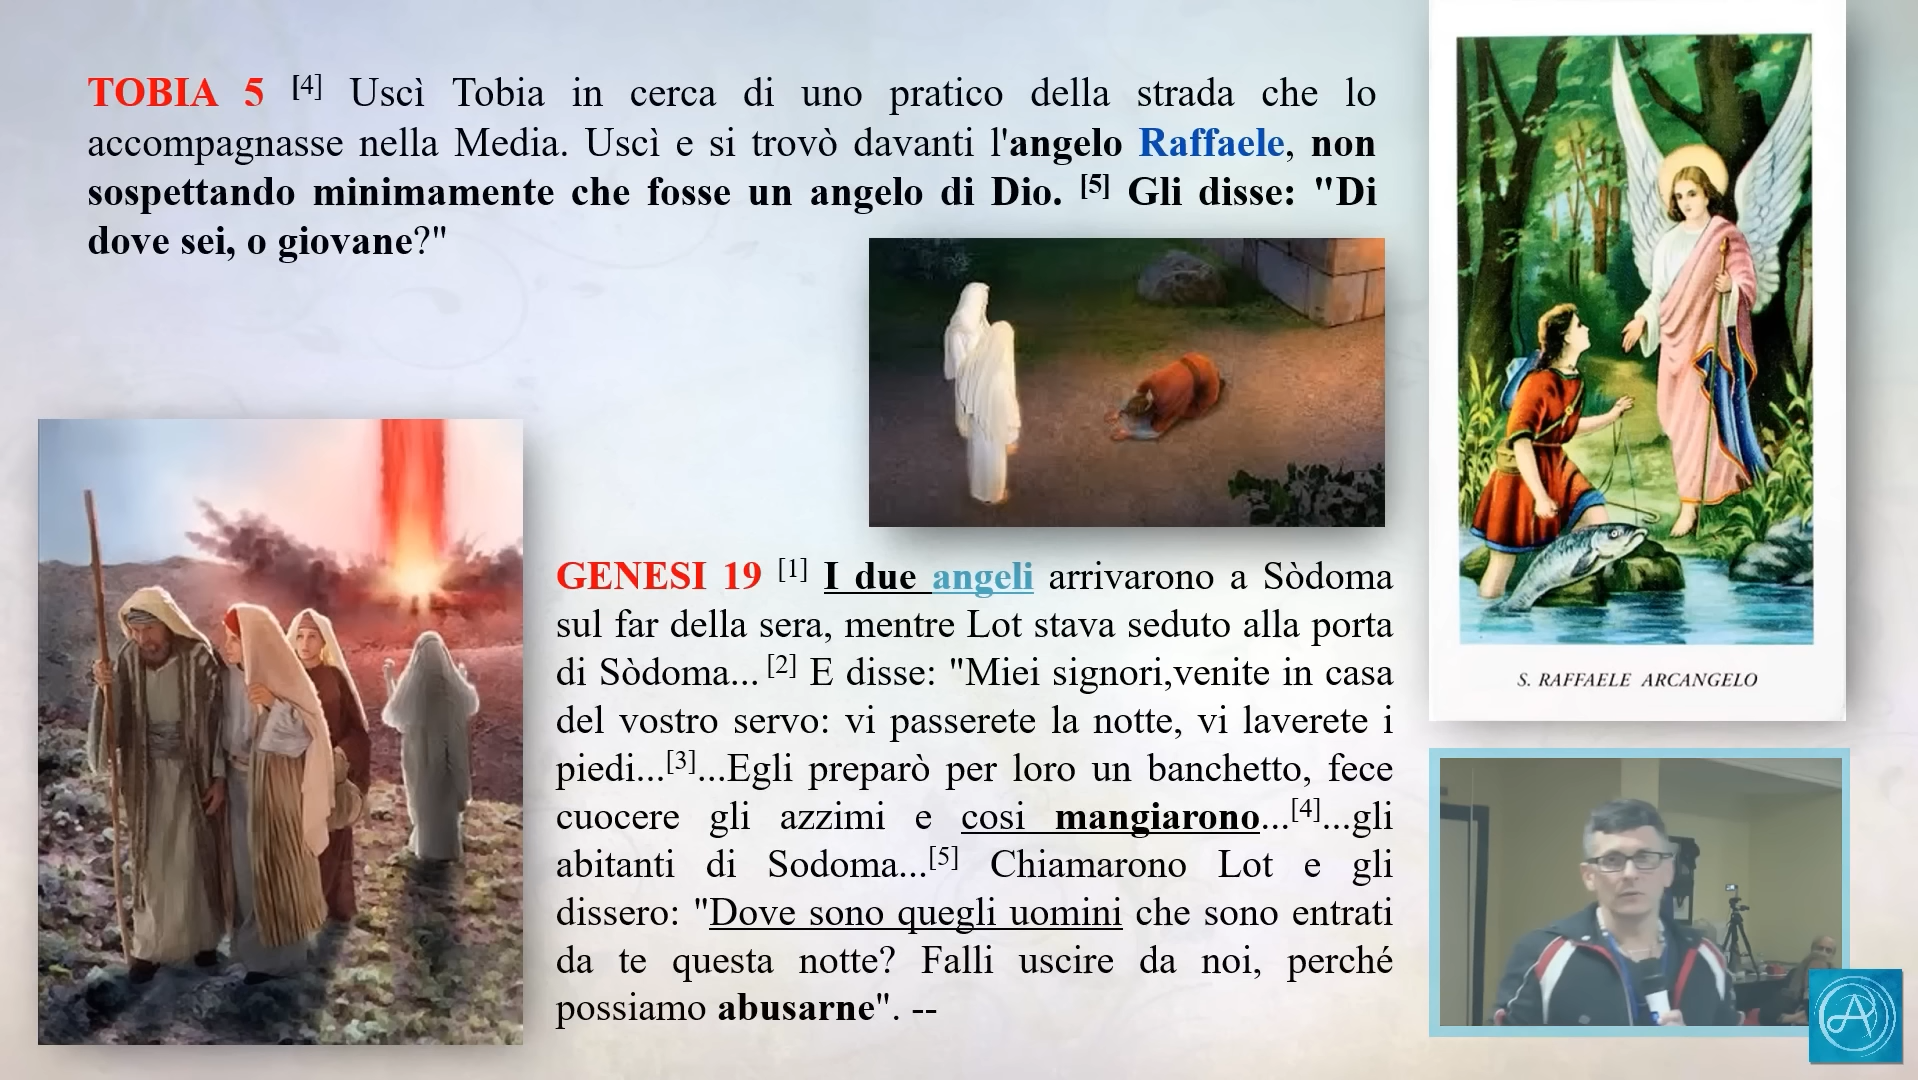 TOBIA 5 [4] Uscì Tobia in cerca di uno pratico della strada che lo
accompagnasse nella Media. Uscì e si trovò davanti l'angelo Raffaele, non
sospettando minimamente che fosse un angelo di Dio. [5] Gli disse: "Di
dove sei, o giovane?"
GENESI 19 [1] I due angeli arrivarono a Sòdoma
sul far della sera, mentre Lot stava seduto alla porta
di Sòdoma... [2] E disse: "Miei signori,venite in casa
del vostro servo: vi passerete la notte, vi laverete i
piedi...[3]...Egli preparò per loro un banchetto, fece
cuocere gli azzimi e cosi mangiarono...[4]...gli
abitanti di Sodoma...[5] Chiamarono Lot e gli
dissero: "Dove sono quegli uomini che sono entrati
da te questa notte? Falli uscire da noi, perché
possiamo abusarne". --
S. RAFFAELE ARCANGELO